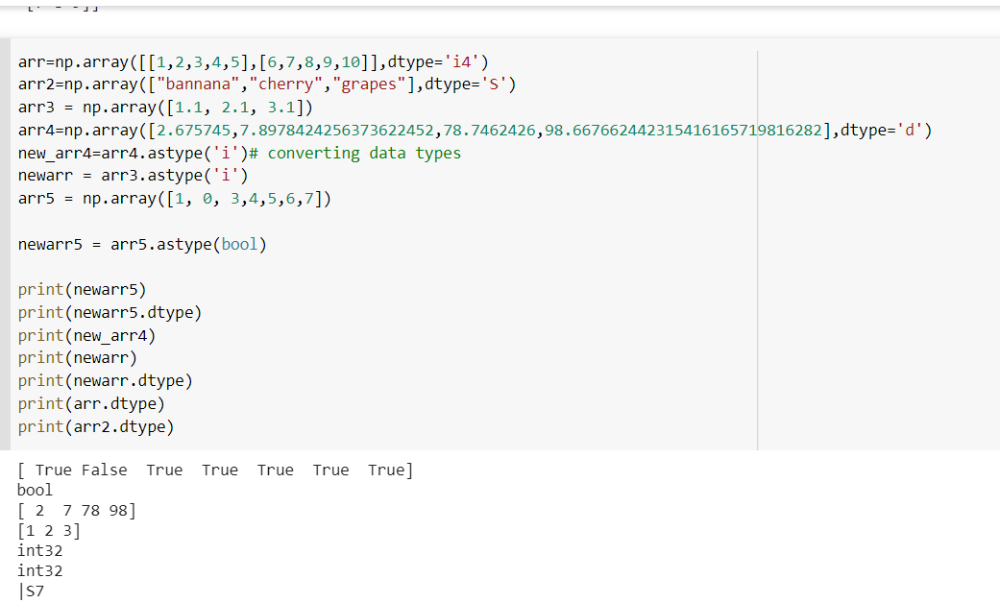 arr=np.array([[1,2,3,4,5],[6,7,8,9,10]],dtype='i4')
arr2=np.array(["bannana","cherry","grapes"],dtype='S')
arr3 = np.array([1.1, 2.1, 3.1])
arr4=np.array([2.675745,7.8978424256373622452,78.7462426,98.667662442315416165719816282],dtype='d')
new_arr4=arr4.astype('i')# converting data types
newarr = arr3.astype('i')
arr5 = np.array([1, 0, 3,4,5,6,7])
newarr5 = arr5.astype(bool)
print(newarr5)
print(newarr5.dtype)
print(new_arr4)
print(newarr)
print(newarr.dtype)
print(arr.dtype)
print(arr2.dtype)
[ True False  True  True  True  True  True]
bool
[ 2  7 78 98]
[1 2 3]
int32
int32
|S7